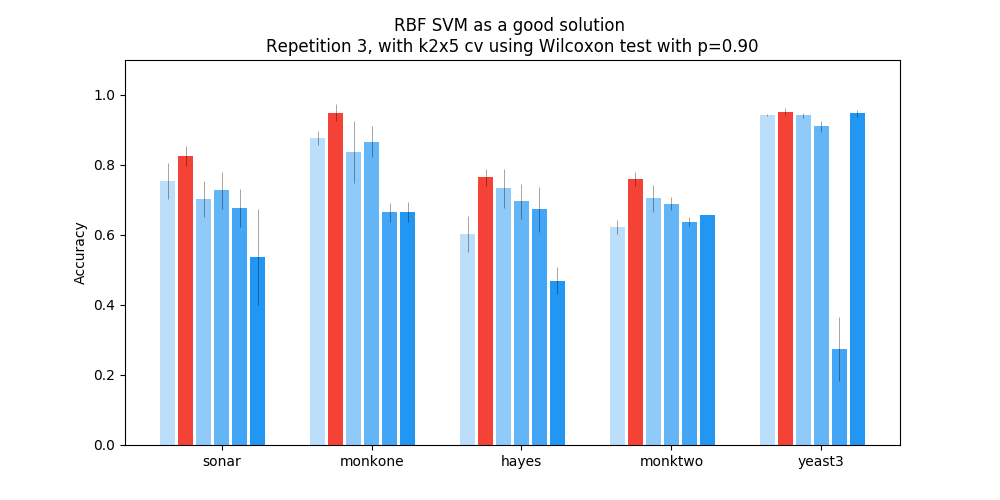 RBF SVM as a good solution
Repetition 3, with k2x5 cv using Wilcoxon test with p=0.90
Accuracy
1.0
0.8
0.6
0.4
0.2
0.0
sonar monkone hayes monktwo yeast3